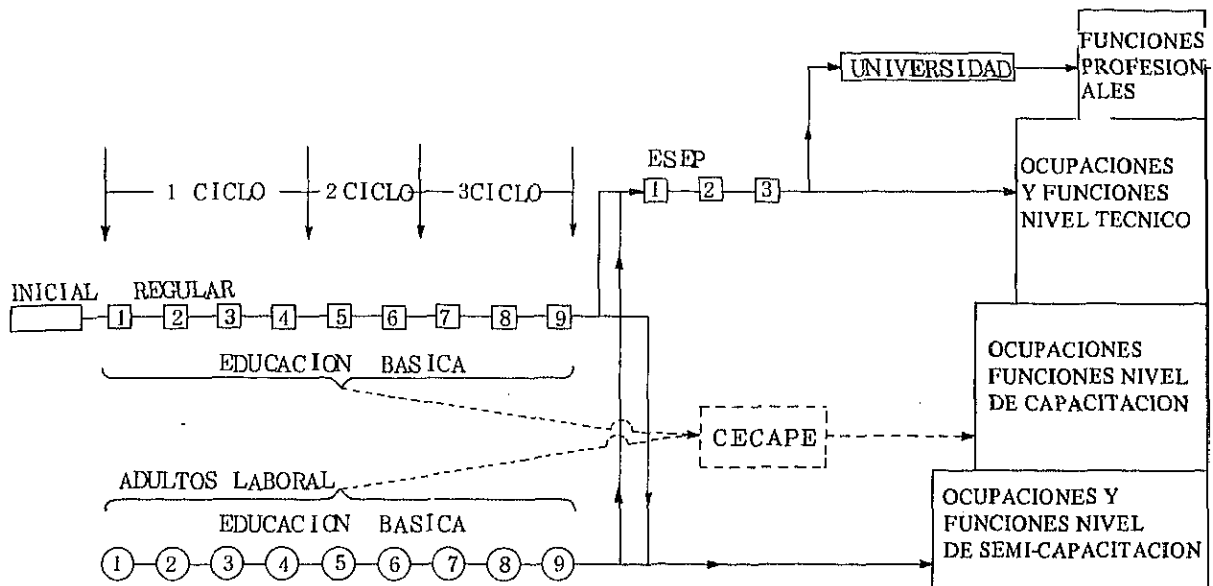 FUNCIONES
PROFESION
ALES
UNIVERSIDAD
ESEP
1 2 3
OCUPACIONES
Y FUNCIONES
NIVEL TECNICO
1 CICLO 2 CICLO 3CICLO
INICIAL REGULAR
1 2 3 4 5 6 7 8 9
EDUCACION BASICA
OCUPACIONES
FUNCIONES NIVEL
DE CAPACITACION
CECAPE
ADULTOS LABORAL
EDUCACION BASICA
1 2 3 4 5 6 7 8 9
OCUPACIONES Y
FUNCIONES NIVEL
DE SEMI-CAPACITACION